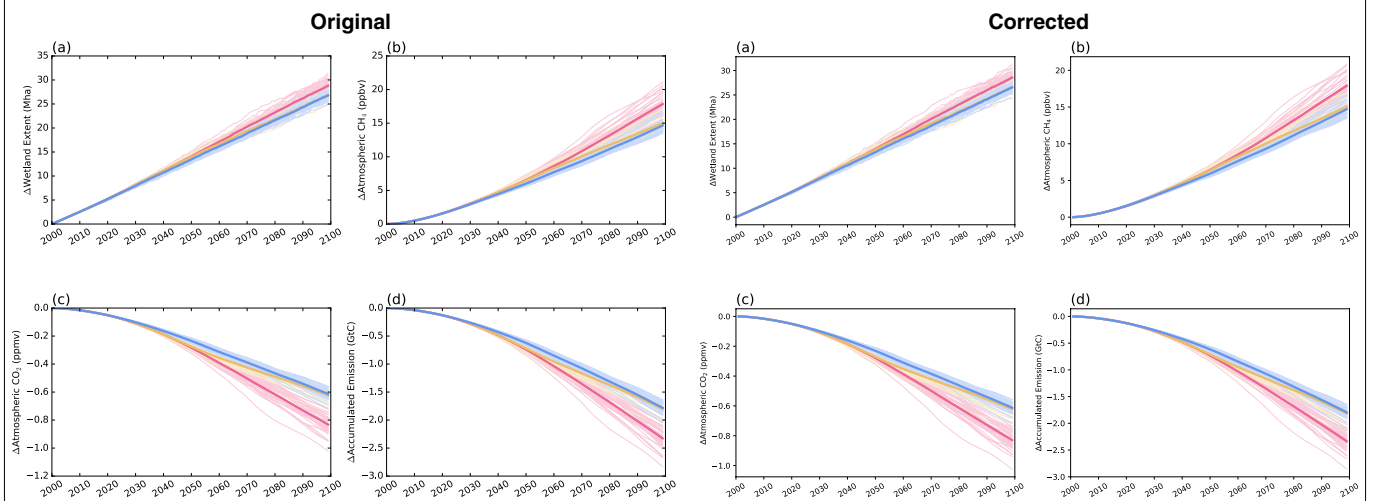 Original
Corrected
(a)
ΔWetland Extent (Mha)
35
30
25
20
15
10
5
0
2000 2010 2020 2030 2040 2050 2060 2070 2080 2090 2100
(b)
ΔAtmospheric CH₄ (ppbv)
25
20
15
10
5
0
2000 2010 2020 2030 2040 2050 2060 2070 2080 2090 2100
(a)
ΔWetland Extent (Mha)
30
25
20
15
10
5
0
2000 2010 2020 2030 2040 2050 2060 2070 2080 2090 2100
(b)
ΔAtmospheric CH₄ (ppbv)
20
15
10
5
0
2000 2010 2020 2030 2040 2050 2060 2070 2080 2090 2100
(c)
ΔAtmospheric CO₂ (ppmv)
0.0
−0.2
−0.4
−0.6
−0.8
−1.0
−1.2
2000 2010 2020 2030 2040 2050 2060 2070 2080 2090 2100
(d)
ΔAccumulated Emission (GtC)
0.0
−0.5
−1.0
−1.5
−2.0
−2.5
−3.0
2000 2010 2020 2030 2040 2050 2060 2070 2080 2090 2100
(c)
ΔAtmospheric CO₂ (ppmv)
0.0
−0.2
−0.4
−0.6
−0.8
−1.0
2000 2010 2020 2030 2040 2050 2060 2070 2080 2090 2100
(d)
ΔAccumulated Emission (GtC)
0.0
−0.5
−1.0
−1.5
−2.0
−2.5
−3.0
2000 2010 2020 2030 2040 2050 2060 2070 2080 2090 2100